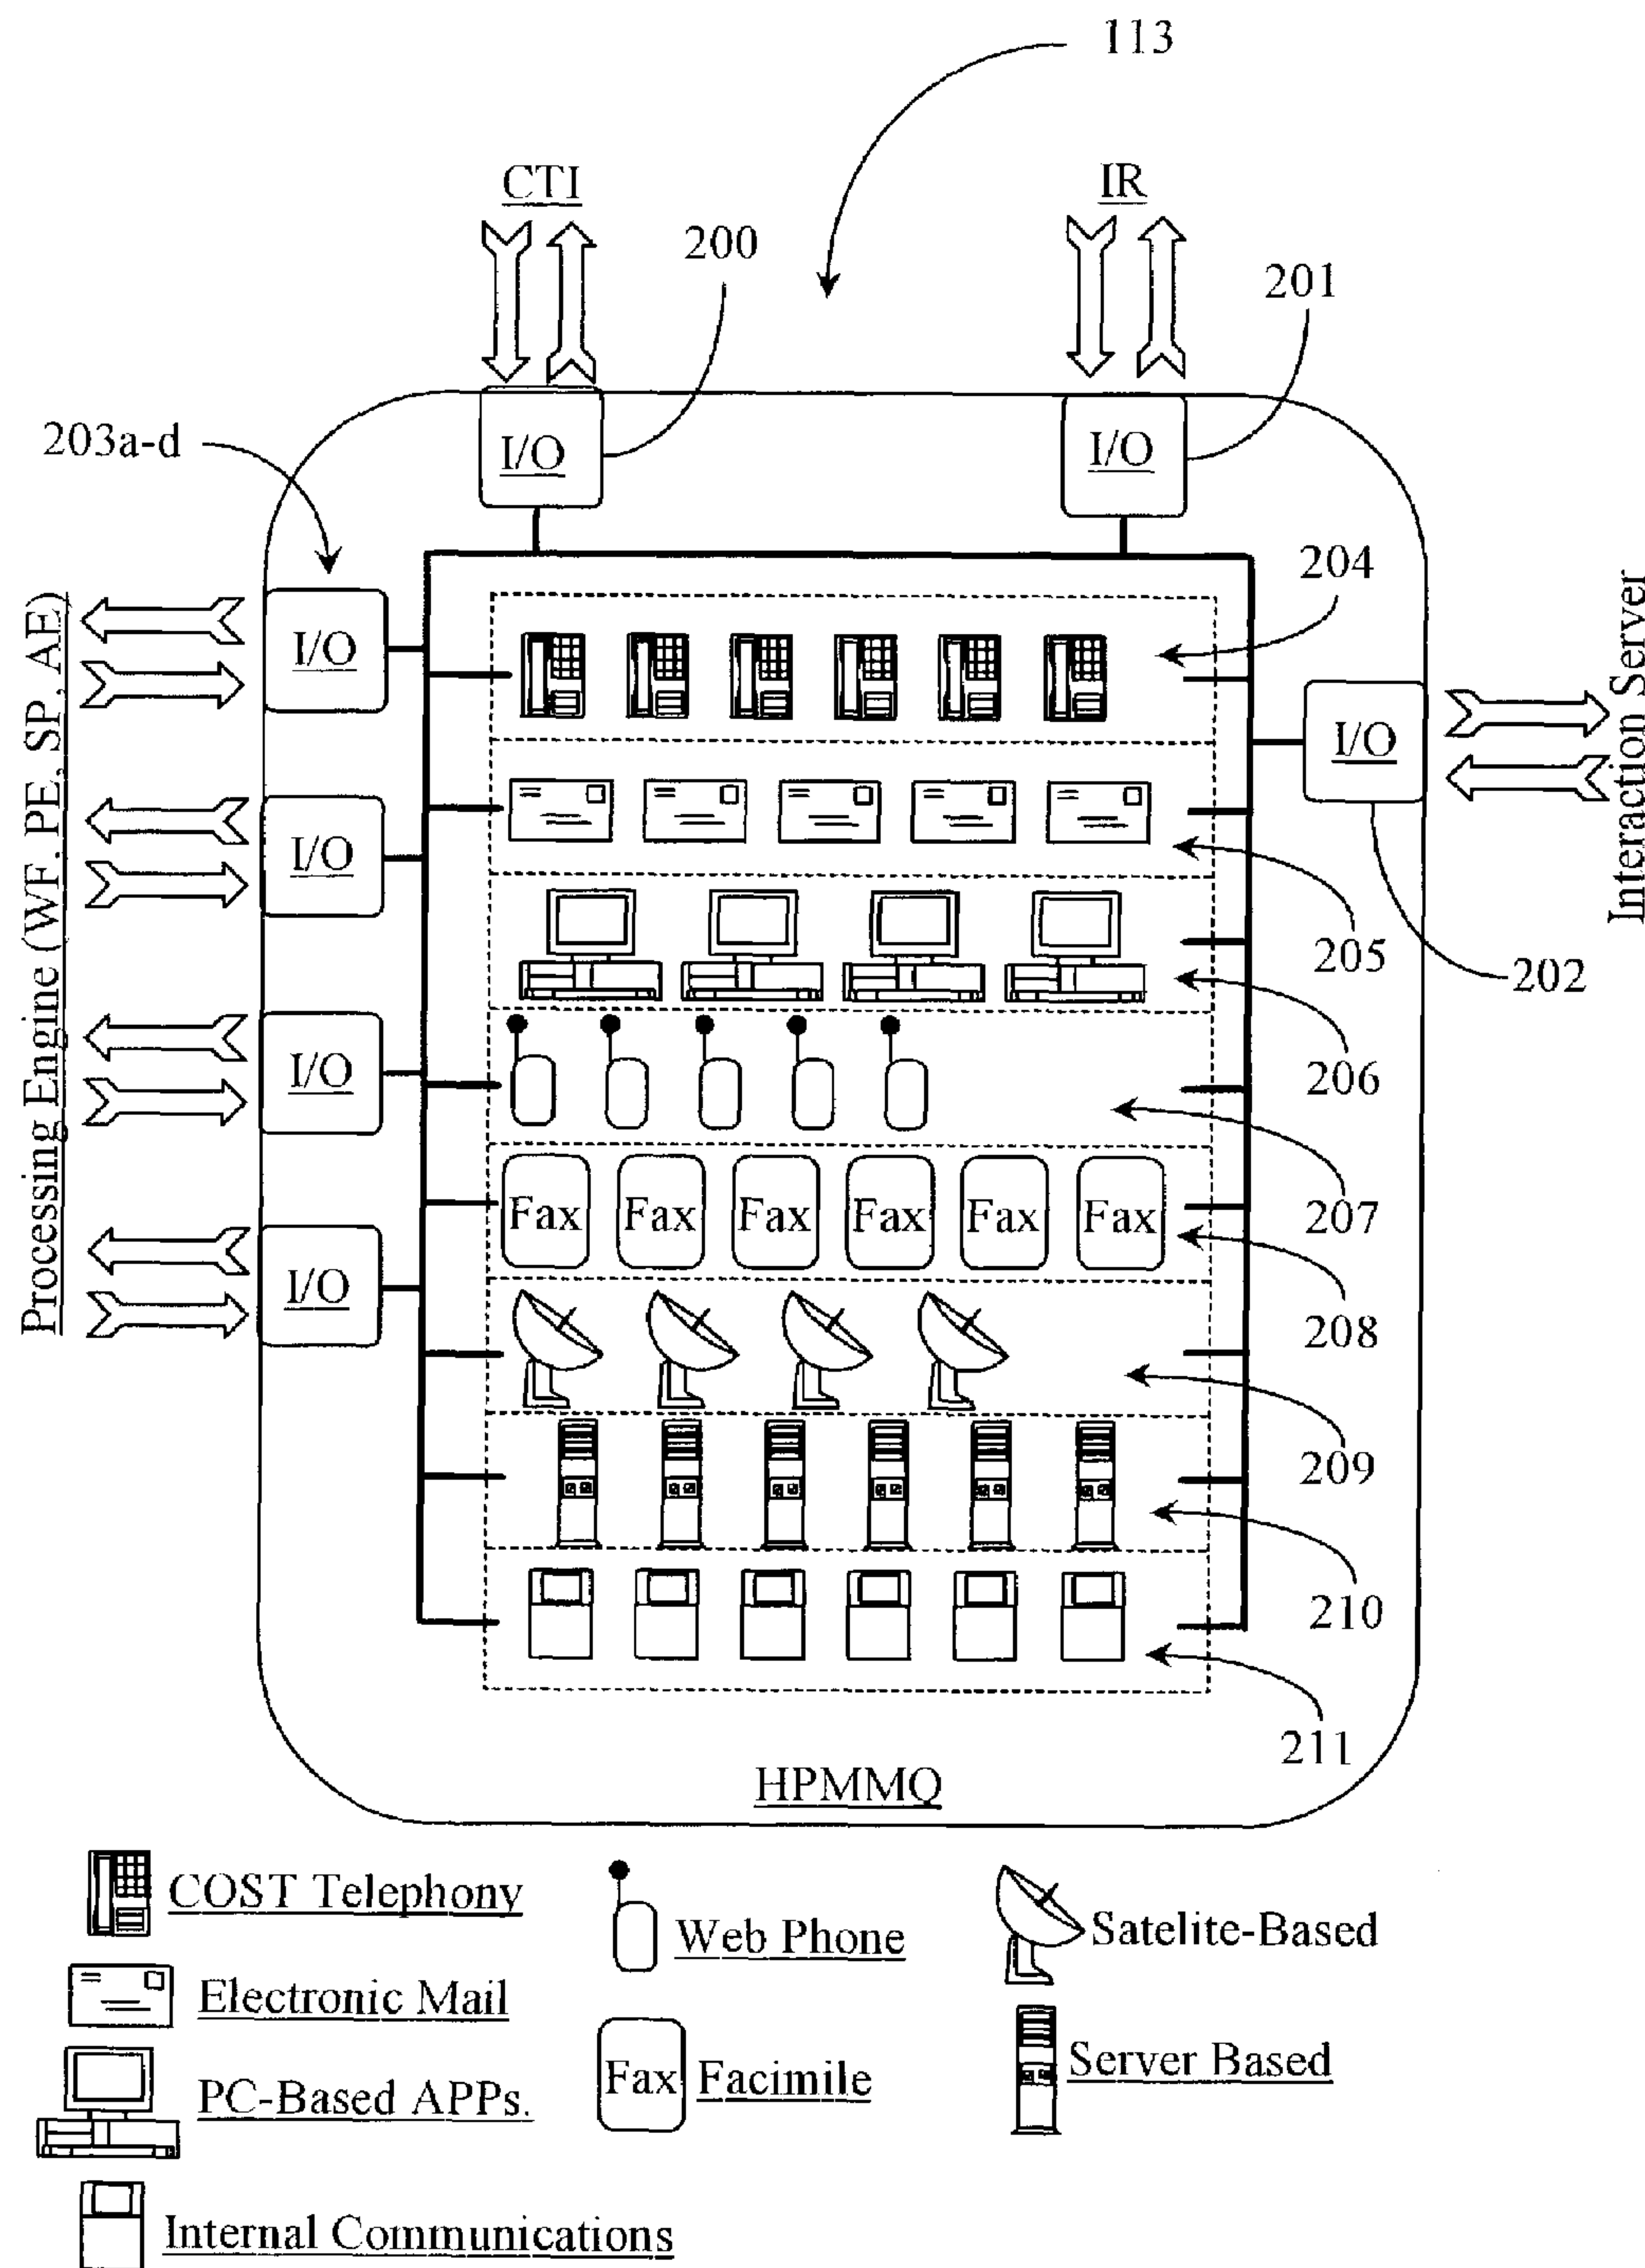 113
CTI
IR
200
201
203a-d
I/O
I/O
204
I/O
I/O
Processing Engine (WF. PE, SP, AE)
Interaction Server
I/O
205
202
206
I/O
Fax Fax Fax Fax Fax Fax
207
I/O
208
209
210
211
HPMMQ
COST Telephony
Web Phone
Satelite-Based
Electronic Mail
PC-Based APPs.
Fax Facimile
Server Based
Internal Communications